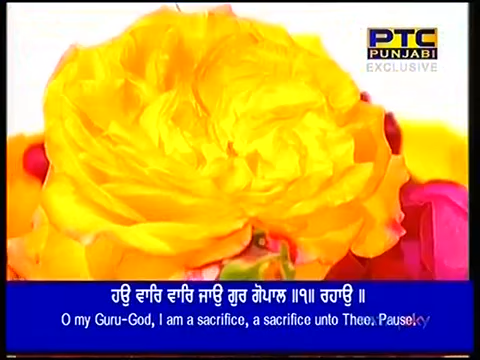 PTC
PUNJABI
EXCLUSIVE
ਹਉ ਵਾਰਿ ਵਾਰਿ ਜਾਉ ਗੁਰ ਗੋਪਾਲ ॥੧॥ ਰਹਾਉ ॥
O my Guru-God, I am a sacrifice, a sacrifice unto Thee. Pause.